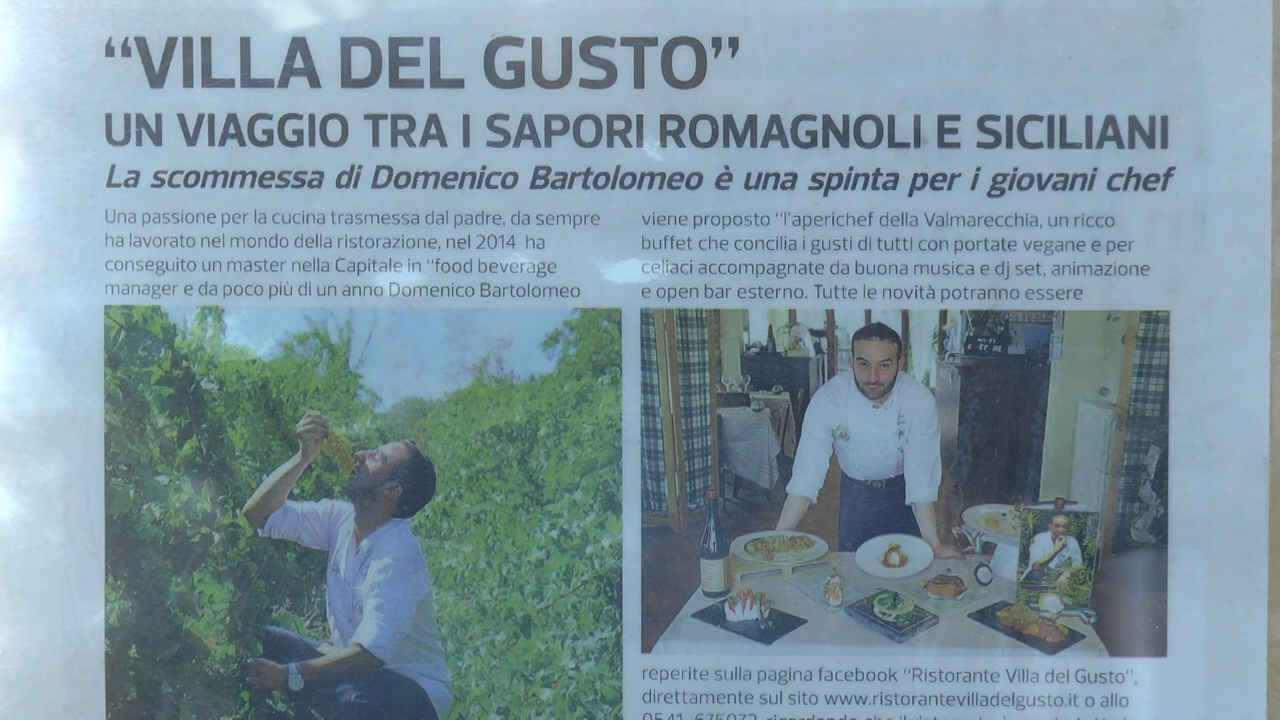 “VILLA DEL GUSTO”
UN VIAGGIO TRA I SAPORI ROMAGNOLI E SICILIANI
La scommessa di Domenico Bartolomeo è una spinta per i giovani chef
Una passione per la cucina trasmessa dal padre, da sempre
ha lavorato nel mondo della ristorazione, nel 2014 ha
conseguito un master nella Capitale in “food beverage
manager e da poco più di un anno Domenico Bartolomeo
viene proposto “l'aperichef della Valmarecchia, un ricco
buffet che concilia i gusti di tutti con portate vegane e per
celiaci accompagnate da buona musica e dj set, animazione
e open bar esterno. Tutte le novità potranno essere
reperite sulla pagina facebook “Ristorante Villa del Gusto”,
direttamente sul sito www.ristorantevilladelgusto.it o allo